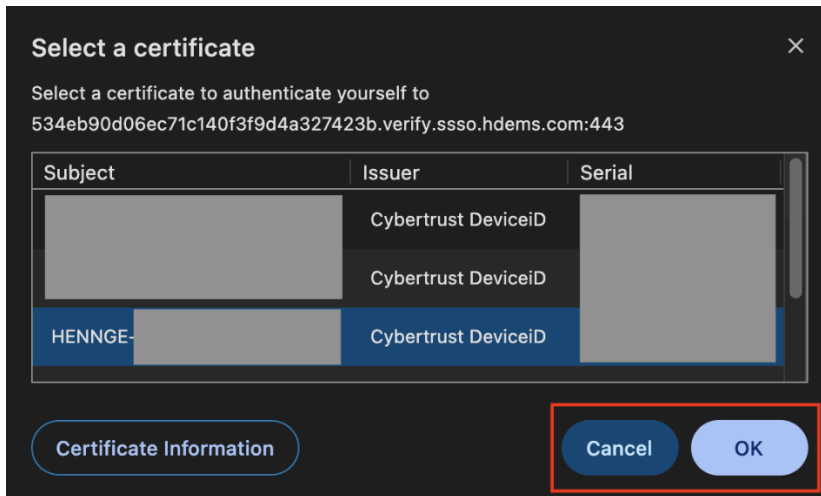 Select a certificate
Select a certificate to authenticate yourself to
534eb90d06ec71c140f3f9d4a327423b.verify.ssso.hdems.com:443
Subject Issuer Serial
Cybertrust DeviceiD
Cybertrust DeviceiD
HENNGE- Cybertrust DeviceiD
Certificate Information Cancel OK